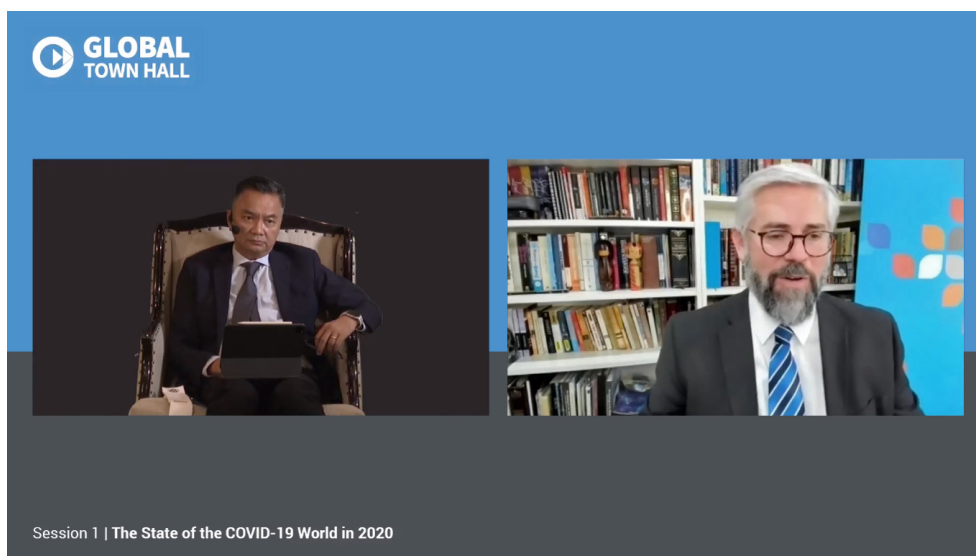 GLOBAL
TOWN HALL
Session 1 | The State of the COVID-19 World in 2020